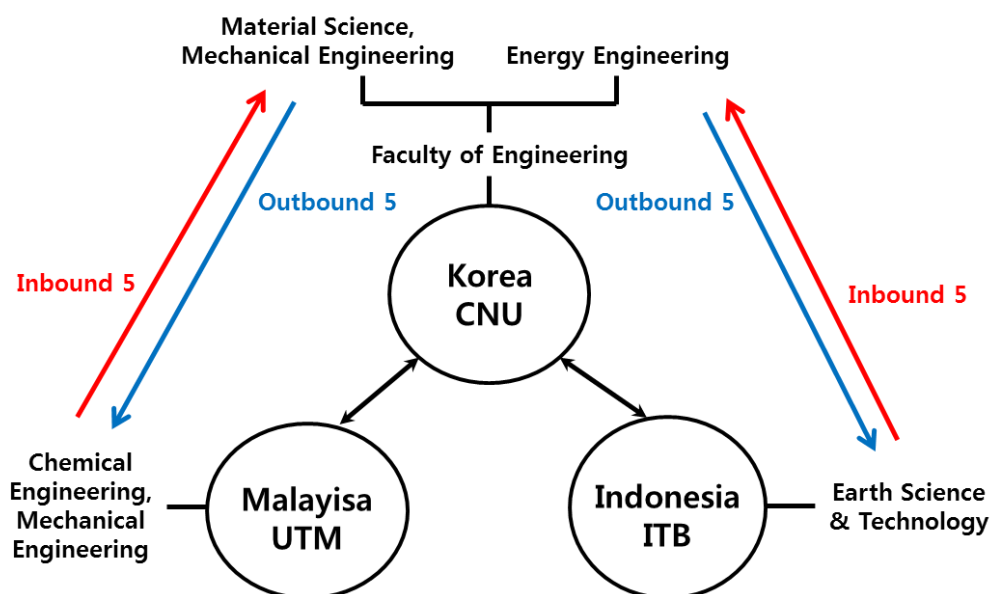 Material Science,
Mechanical Engineering
Energy Engineering
Faculty of Engineering
Outbound 5
Outbound 5
Inbound 5
Korea
CNU
Inbound 5
Chemical
Engineering,
Mechanical
Engineering
Malayisa
UTM
Indonesia
ITB
Earth Science
& Technology